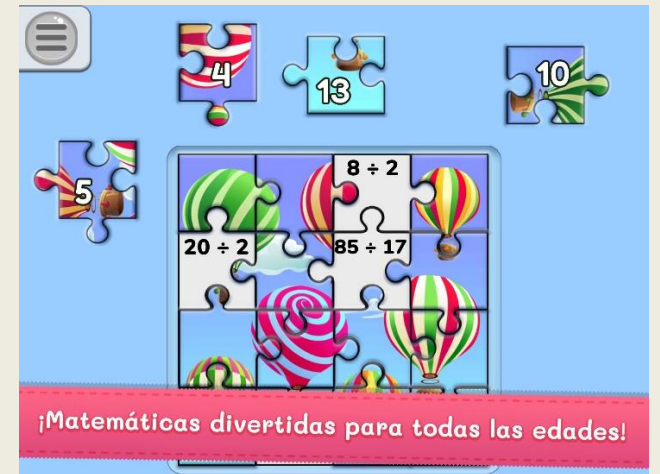 4
13
10
5
8 ÷ 2
20 ÷ 2
85 ÷ 17
¡Matemáticas divertidas para todas las edades!